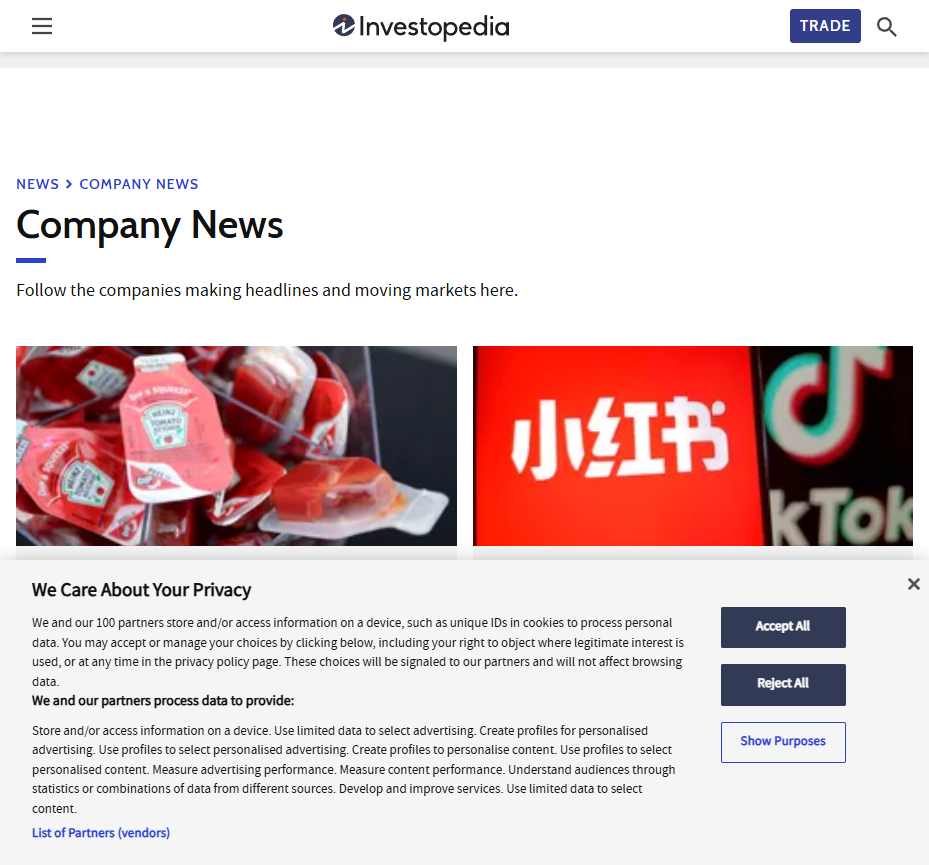 Investopedia
TRADE
NEWS > COMPANY NEWS
Company News
Follow the companies making headlines and moving markets here.
DIP & SQUEEZE
HEINZ
TOMATO
KETCHUP
小红书
kTok
We Care About Your Privacy
We and our 100 partners store and/or access information on a device, such as unique IDs in cookies to process personal
data. You may accept or manage your choices by clicking below, including your right to object where legitimate interest is
used, or at any time in the privacy policy page. These choices will be signaled to our partners and will not affect browsing
data.
We and our partners process data to provide:
Store and/or access information on a device. Use limited data to select advertising. Create profiles for personalised
advertising. Use profiles to select personalised advertising. Create profiles to personalise content. Use profiles to select
personalised content. Measure advertising performance. Measure content performance. Understand audiences through
statistics or combinations of data from different sources. Develop and improve services. Use limited data to select
content.
List of Partners (vendors)
Accept All
Reject All
Show Purposes